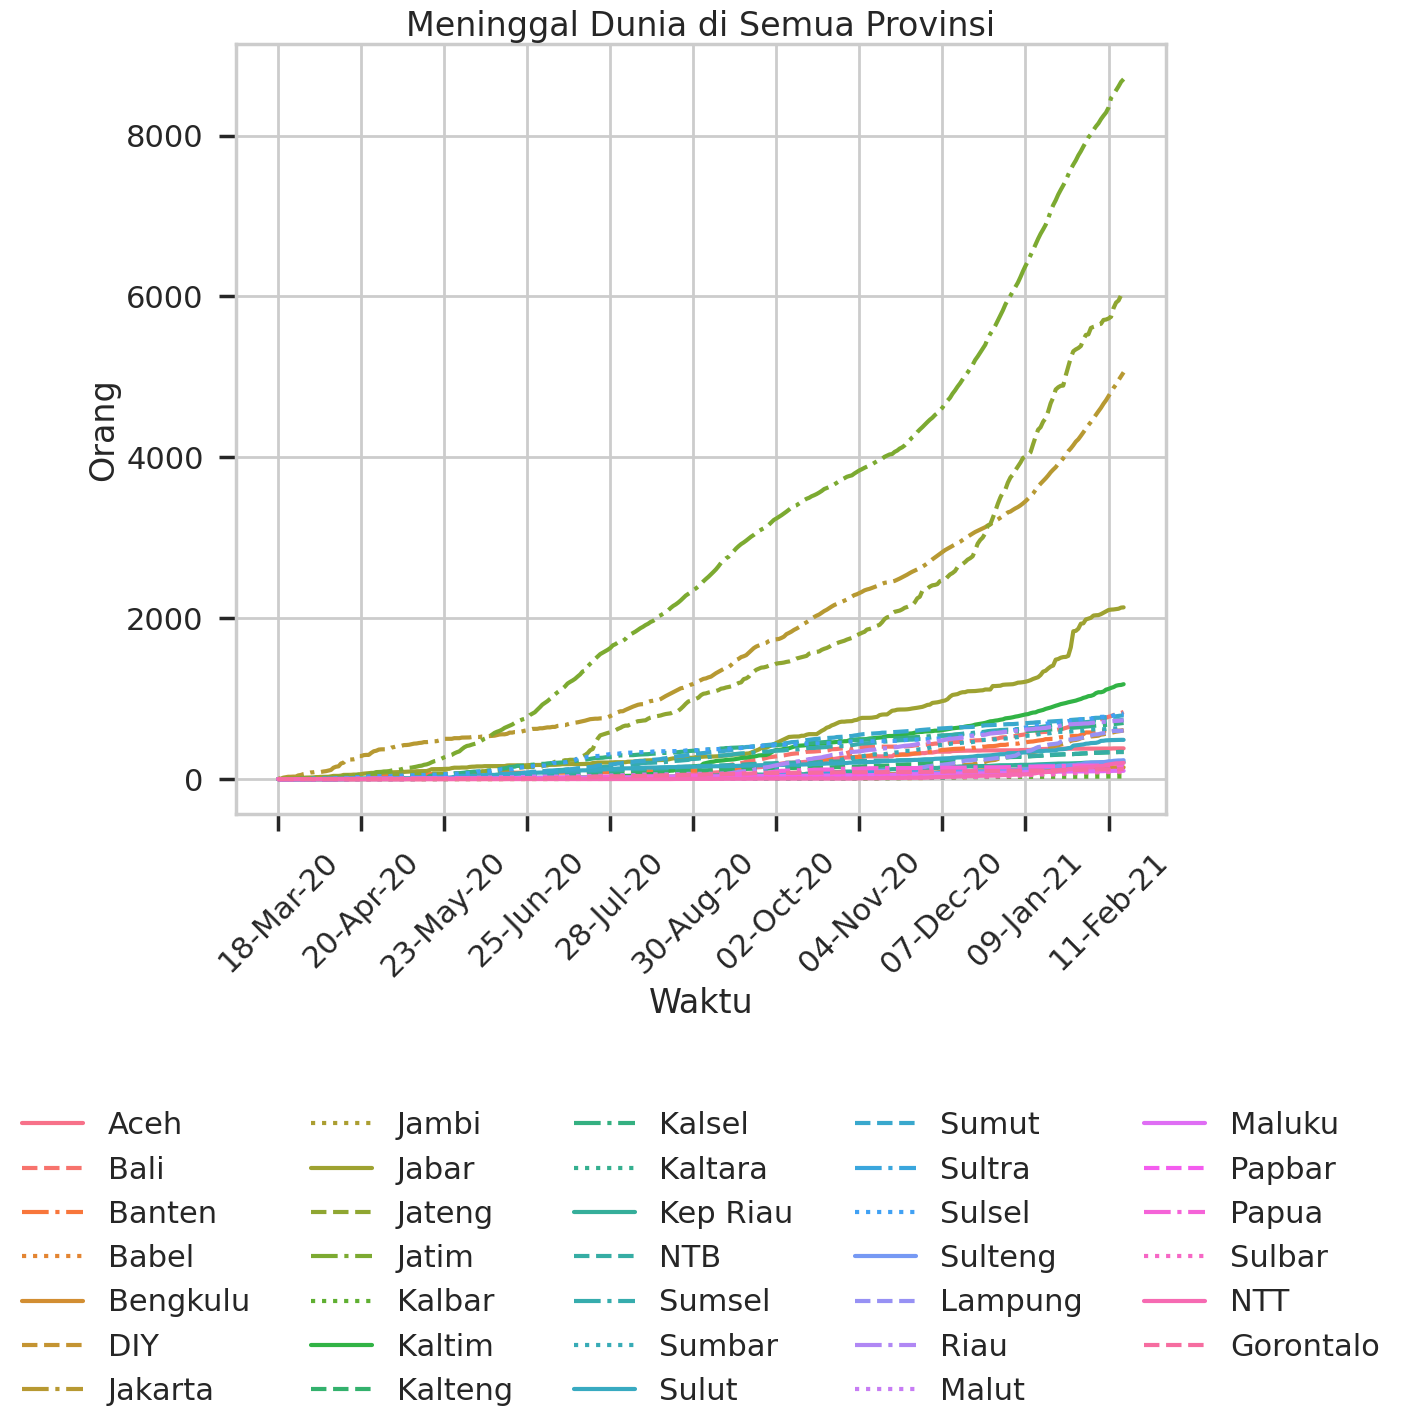 Meninggal Dunia di Semua Provinsi
8000
6000
4000
2000
0
Orang
18-Mar-20
20-Apr-20
23-May-20
25-Jun-20
28-Jul-20
30-Aug-20
02-Oct-20
04-Nov-20
07-Dec-20
09-Jan-21
11-Feb-21
Waktu
Aceh
Bali
Banten
Babel
Bengkulu
DIY
Jakarta
Jambi
Jabar
Jateng
Jatim
Kalbar
Kaltim
Kalteng
Kalsel
Kaltara
Kep Riau
NTB
Sumsel
Sumbar
Sulut
Sumut
Sultra
Sulsel
Sulteng
Lampung
Riau
Malut
Maluku
Papbar
Papua
Sulbar
NTT
Gorontalo